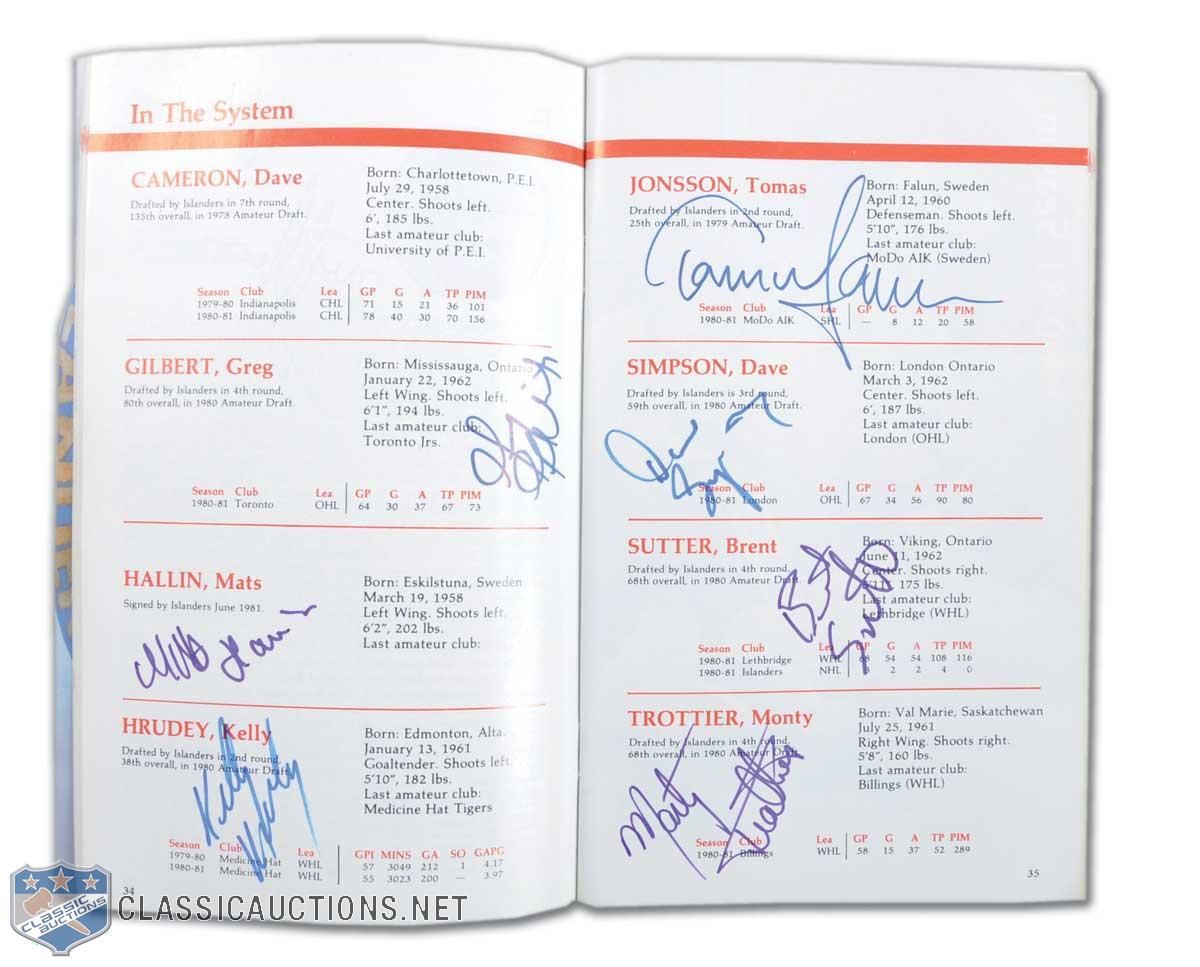 In The System
CAMERON, Dave
Drafted by Islanders in 7th round,
135th overall, in 1978 Amateur Draft.
Born: Charlottetown, P.E.I.
July 29, 1958
Center. Shoots left.
6', 185 lbs.
Last amateur club:
University of P.E.I.
Season Club Lea GP G A TP PIM
1979-80 Indianapolis CHL 71 15 21 36 101
1980-81 Indianapolis CHL 78 40 30 70 156
GILBERT, Greg
Drafted by Islanders in 4th round,
80th overall, in 1980 Amateur Draft.
Born: Mississauga, Ontario
January 22, 1962
Left Wing. Shoots left.
6'1", 194 lbs.
Last amateur club:
Toronto Jrs.
Season Club Lea GP G A TP PIM
1980-81 Toronto OHL 64 30 37 67 73
HALLIN, Mats
Signed by Islanders June 1981.
Born: Eskilstuna, Sweden
March 19, 1958
Left Wing. Shoots left.
6'2", 202 lbs.
Last amateur club:
HRUDEY, Kelly
Drafted by Islanders in 2nd round,
38th overall, in 1980 Amateur Draft.
Born: Edmonton, Alta.
January 13, 1961
Goaltender. Shoots left.
5'10", 182 lbs.
Last amateur club:
Medicine Hat Tigers
Kelly Hrudey
Season Club Lea GPI MINS GA SO GAPG
1979-80 Medicine Hat WHL 57 3049 212 1 4.17
1980-81 Medicine Hat WHL 55 3023 200 — 3.97
34
JONSSON, Tomas
Drafted by Islanders in 2nd round,
25th overall, in 1979 Amateur Draft.
Born: Falun, Sweden
April 12, 1960
Defenseman. Shoots left.
5'10", 176 lbs.
Last amateur club:
MoDo AIK (Sweden)
Season Club Lea GP G A TP PIM
1980-81 MoDo AIK SHL — 8 12 20 58
SIMPSON, Dave
Drafted by Islanders is 3rd round,
59th overall, in 1980 Amateur Draft.
Born: London Ontario
March 3, 1962
Center. Shoots left.
6', 187 lbs.
Last amateur club:
London (OHL)
Season Club Lea GP G A TP PIM
1980-81 London OHL 67 34 56 90 80
SUTTER, Brent
Drafted by Islanders in 4th round,
68th overall, in 1980 Amateur Draft.
Born: Viking, Ontario
June 11, 1962
Center. Shoots right.
5'11", 175 lbs.
Last amateur club:
Lethbridge (WHL)
Season Club Lea GP G A TP PIM
1980-81 Lethbridge WHL 68 54 54 108 116
1980-81 Islanders NHL 3 2 2 4 0
TROTTIER, Monty
Drafted by Islanders in 4th round,
68th overall, in 1980 Amateur Draft.
Born: Val Marie, Saskatchewan
July 25, 1961
Right Wing. Shoots right.
5'8", 160 lbs.
Last amateur club:
Billings (WHL)
Monty Trottier
Season Club Lea GP G A TP PIM
1980-81 Billings WHL 58 15 37 52 289
35
CLASSIC AUCTIONS
CLASSICAUCTIONS.NET